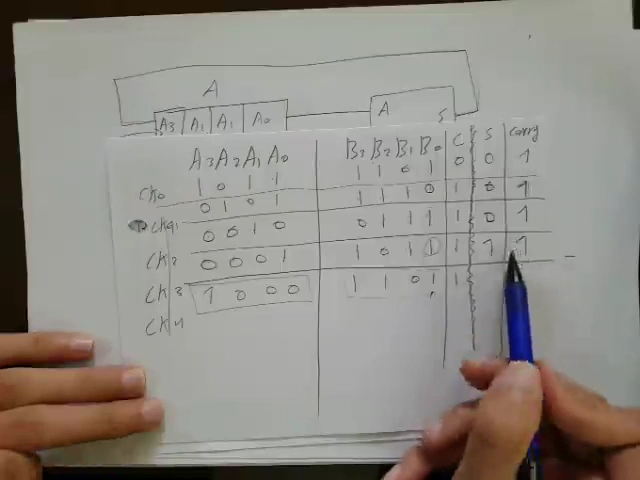 A
A3 A1 A1 A0 A S
A3 A2 A1 A0 B3 B2 B1 B0 C S Carry
1 0 1 1 1 1 0 1 0 0 1
CK0
0 1 0 1 1 1 1 0 1 0 1
CK1 0 0 1 0 0 1 1 1 1 0 1
CK2 0 0 0 1 1 0 1 1 1 1 1
CK3 1 0 0 0 1 1 0 1 1
CK4